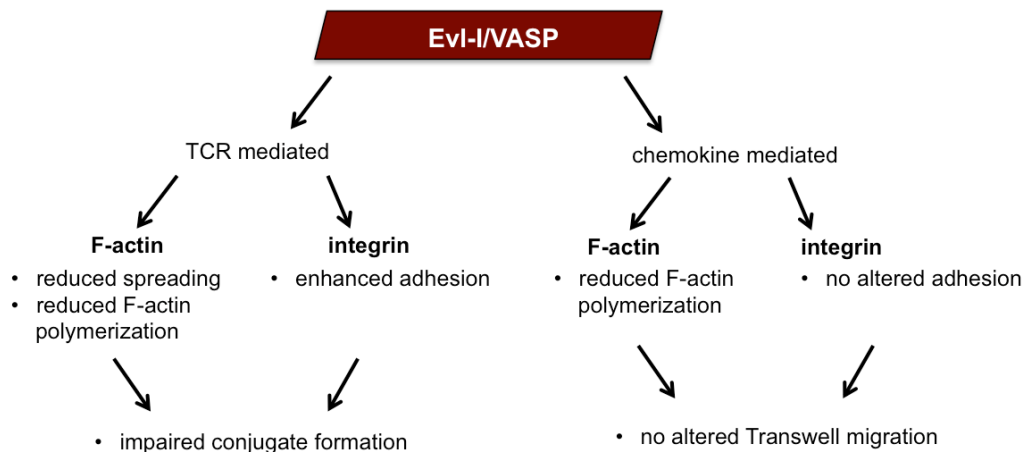 Evl-I/VASP
TCR mediated
chemokine mediated
F-actin
• reduced spreading
• reduced F-actin
polymerization
integrin
• enhanced adhesion
F-actin
• reduced F-actin
polymerization
integrin
• no altered adhesion
• impaired conjugate formation
• no altered Transwell migration